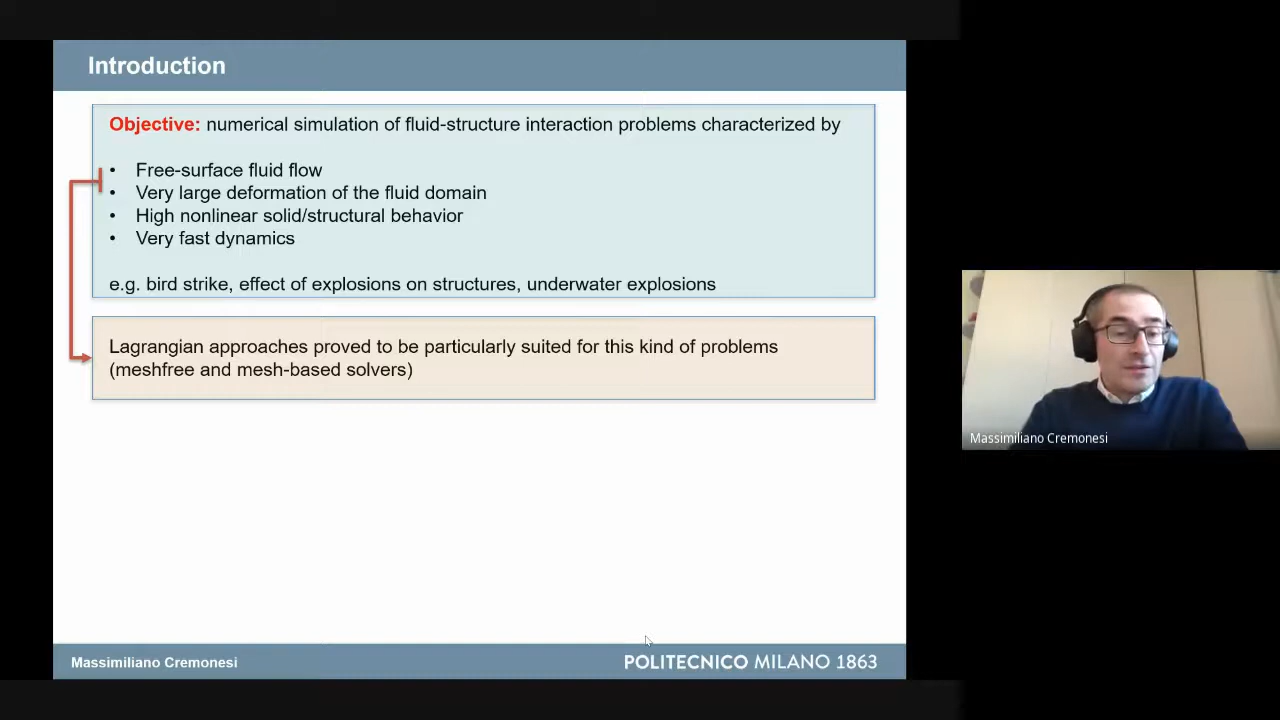 Introduction
Objective: numerical simulation of fluid-structure interaction problems characterized by
• Free-surface fluid flow
• Very large deformation of the fluid domain
• High nonlinear solid/structural behavior
• Very fast dynamics
e.g. bird strike, effect of explosions on structures, underwater explosions
Lagrangian approaches proved to be particularly suited for this kind of problems
(meshfree and mesh-based solvers)
Massimiliano Cremonesi
Massimiliano Cremonesi
POLITECNICO MILANO 1863